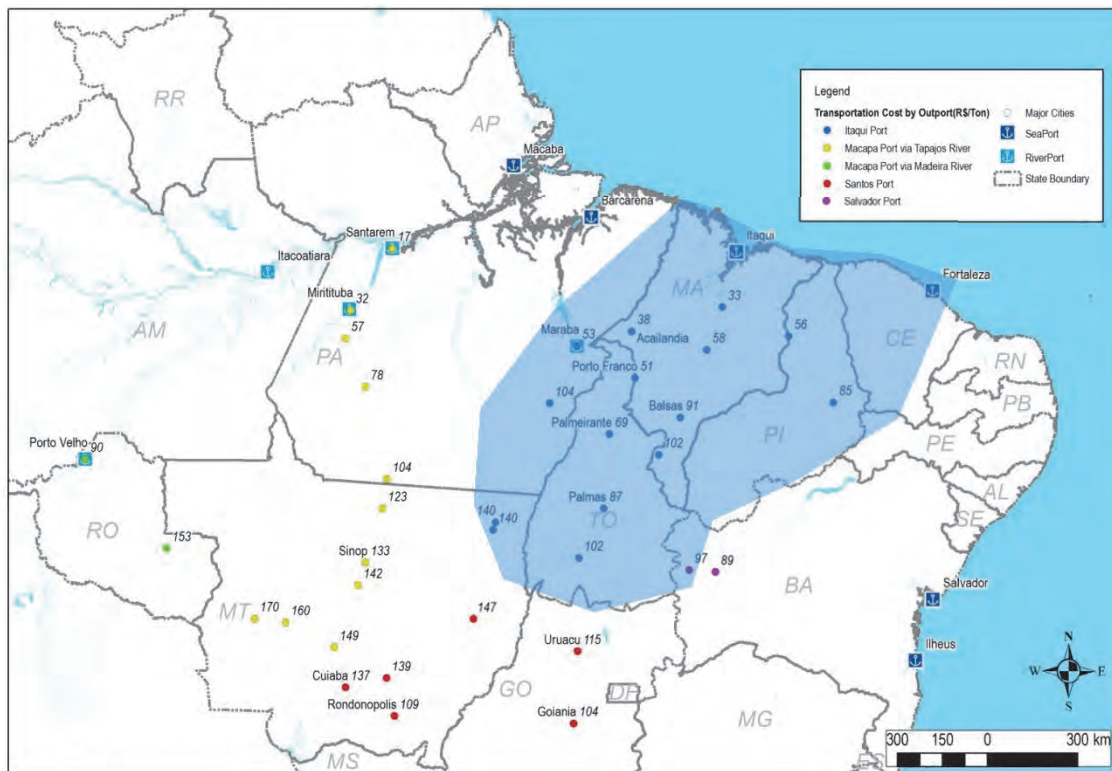 RR
AP
Macaba
Barcarena
Santarem 17
Itacoatiara
Miritituba
32
57
AM
PA
78
Maraba 53
38
Acailandia
Porto Franco 51
104
Palmeirante 69
Itaqui
MA
33
58
56
Fortaleza
CE
85
Balsas 91
102
PI
RN
PB
PE
AL
SE
Porto Velho
90
RO
153
104
123
140 140
Palmas 87
TO
102
Sinop 133
142
MT 170
160
149
147
97
89
BA
Salvador
Ilheus
Uruacu 115
139
Cuiaba 137
Rondonopolis 109
GO
DF
Goiania 104
MG
MS
ES
Legend
Transportation Cost by Outport(R$/Ton)
Itaqui Port
Macapa Port via Tapajos River
Macapa Port via Madeira River
Santos Port
Salvador Port
Major Cities
SeaPort
RiverPort
State Boundary
N
W E
S
300 150 0 300 km